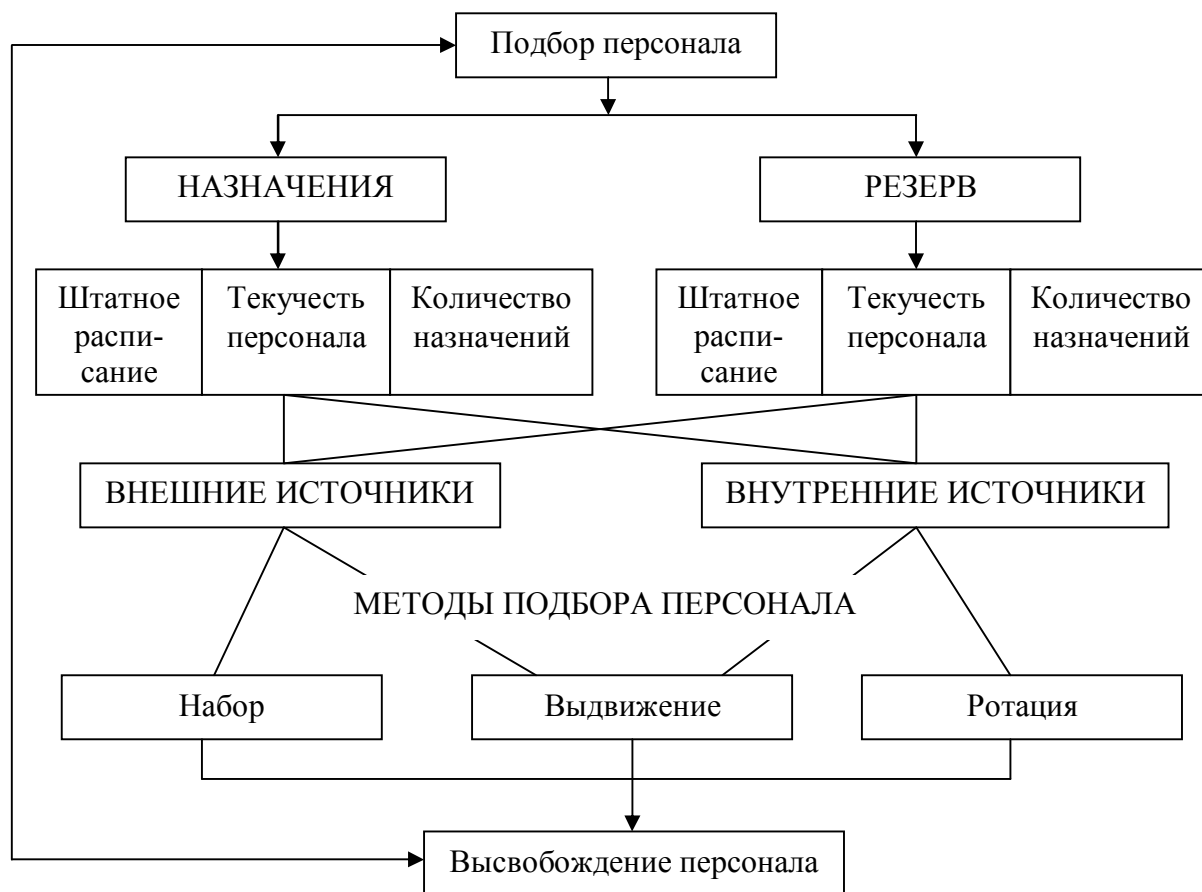 Подбор персонала
НАЗНАЧЕНИЯ
РЕЗЕРВ
Штатное
распи-
сание
Текучесть
персонала
Количество
назначений
Штатное
распи-
сание
Текучесть
персонала
Количество
назначений
ВНЕШНИЕ ИСТОЧНИКИ
ВНУТРЕННИЕ ИСТОЧНИКИ
МЕТОДЫ ПОДБОРА ПЕРСОНАЛА
Набор
Выдвижение
Ротация
Высвобождение персонала